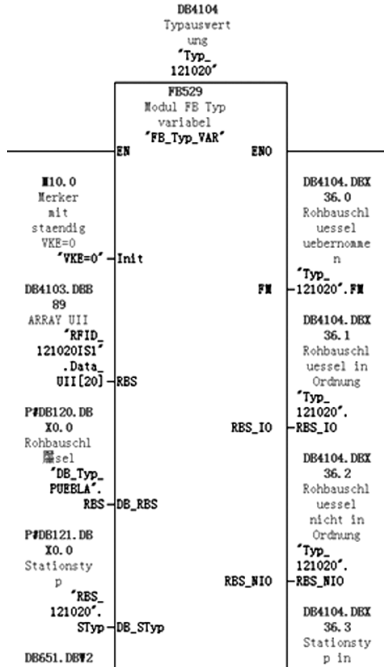 DB4104
Typauswert
ung
"Typ_
121020"
FB529
Modul FB Typ
variabel
"FB_Typ_VAR"
EN
ENO
M10.0
Merker
mit
staendig
VKE=0
"VKE=0"
Init
DB4103.DBB
89
ARRAY UII
"RFID_
121020IS1"
.Data_
UII[20]
RBS
P#DB120.DB
X0.0
Rohbauschl
sel
"DB_Typ_
PUEBLA".
RBS
DB_RBS
P#DB121.DB
X0.0
Stationsty
p
"RBS_
121020".
STyp
DB_STyp
DB651.DBW2
DB4104.DBX
36.0
Rohbauschl
uessel
uebernomme
n
"Typ_
FM
121020".FM
DB4104.DBX
36.1
Rohbauschl
uessel in
Ordnung
"Typ_
121020".
RBS_IO
RBS_IO
DB4104.DBX
36.2
Rohbauschl
uessel
nicht in
Ordnung
"Typ_
121020".
RBS_NIO
RBS_NIO
DB4104.DBX
36.3
Stationsty
p in